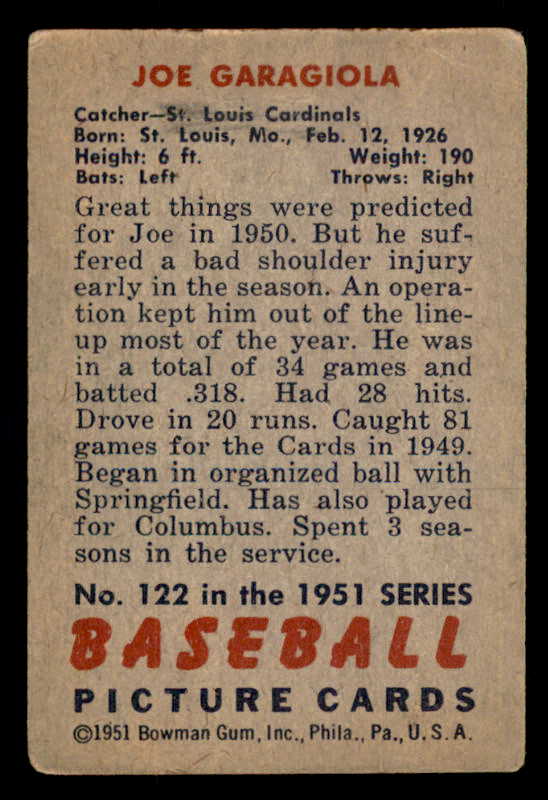 JOE GARAGIOLA
Catcher—St. Louis Cardinals
Born: St. Louis, Mo., Feb. 12, 1926
Height: 6 ft. Weight: 190
Bats: Left Throws: Right
Great things were predicted
for Joe in 1950. But he suf-
fered a bad shoulder injury
early in the season. An opera-
tion kept him out of the line-
up most of the year. He was
in a total of 34 games and
batted .318. Had 28 hits.
Drove in 20 runs. Caught 81
games for the Cards in 1949.
Began in organized ball with
Springfield. Has also played
for Columbus. Spent 3 sea-
sons in the service.
No. 122 in the 1951 SERIES
BASEBALL
PICTURE CARDS
©1951 Bowman Gum, Inc., Phila., Pa., U. S. A.